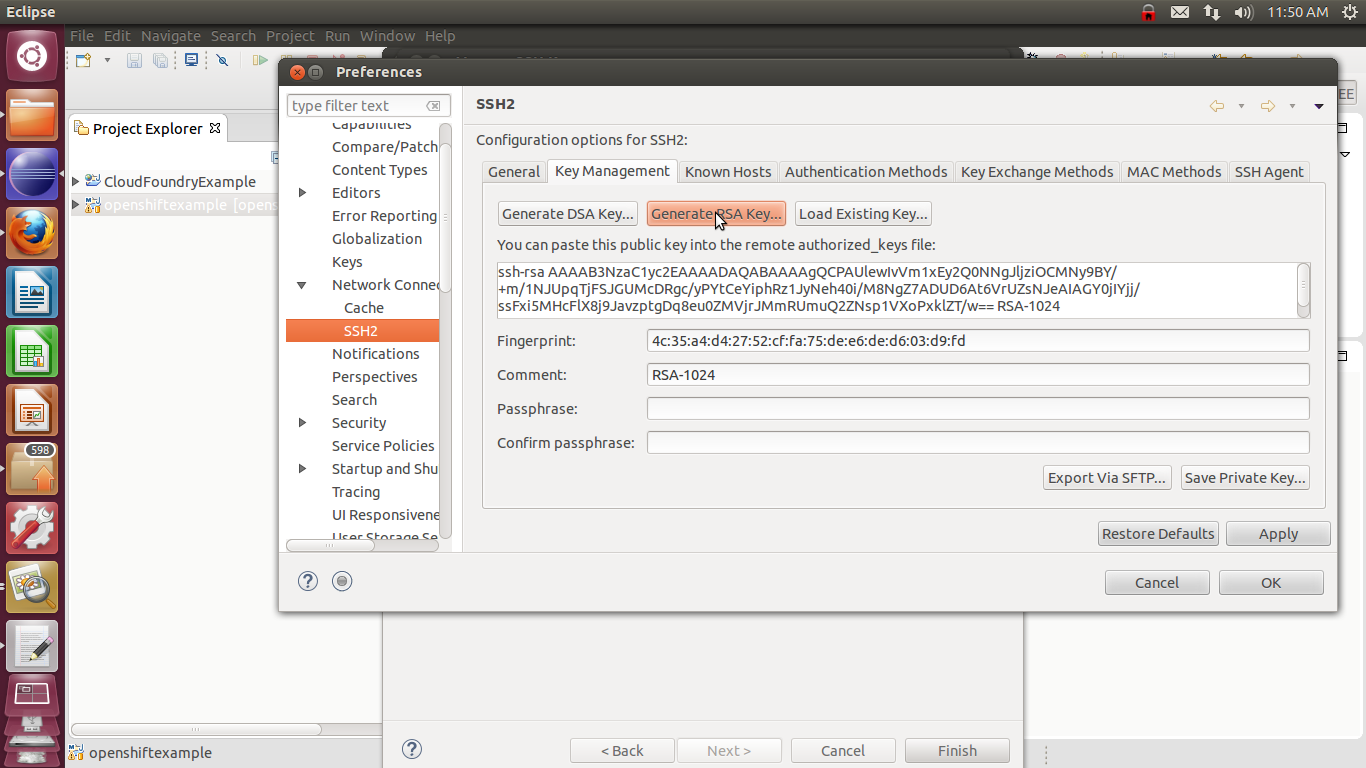 Eclipse
11:50 AM
File Edit Navigate Search Project Run Window Help
Preferences
type filter text
SSH2
EE
Project Explorer
Capabilities
Configuration options for SSH2:
Compare/Patch
Content Types
General Key Management Known Hosts Authentication Methods Key Exchange Methods MAC Methods SSH Agent
CloudFoundryExample
Editors
openshiftexample [opens
Error Reporting
Generate DSA Key... Generate RSA Key... Load Existing Key...
Globalization
You can paste this public key into the remote authorized_keys file:
Keys
ssh-rsa AAAAB3NzaC1yc2EAAAADAQABAAAAgQCPAUlewIvVm1xEy2Q0NNgJljziOCMNy9BY/
Network Connec
+m/1NJUpqTjFSJGUMcDRgc/yPYtCeYiphRz1JyNeh40i/M8NgZ7ADUD6At6VrUZsNJeAIAGY0jIYjj/
Cache
ssFxi5MHcFlX8j9JavzptgDq8eu0ZMVjrJMmRUmuQ2ZNsp1VXoPxklZT/w== RSA-1024
SSH2
Fingerprint: 4c:35:a4:d4:27:52:cf:fa:75:de:e6:de:d6:03:d9:fd
Notifications
Perspectives
Comment: RSA-1024
Search
Passphrase:
Security
Service Policies
Confirm passphrase:
598
Startup and Shu
Export Via SFTP... Save Private Key...
Tracing
UI Responsivene
User Storage Se
Restore Defaults Apply
Cancel OK
< Back Next > Cancel Finish
openshiftexample